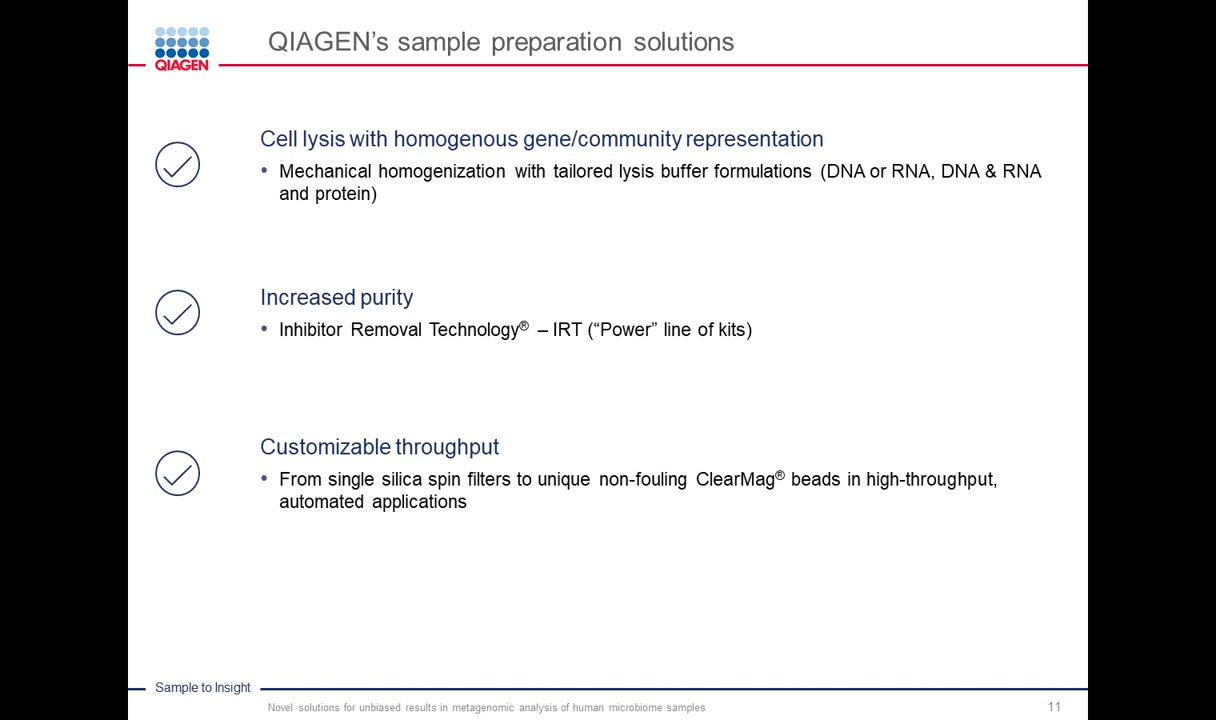 QIAGEN
QIAGEN’s sample preparation solutions
Cell lysis with homogenous gene/community representation
• Mechanical homogenization with tailored lysis buffer formulations (DNA or RNA, DNA & RNA
and protein)
Increased purity
• Inhibitor Removal Technology® – IRT (“Power” line of kits)
Customizable throughput
• From single silica spin filters to unique non-fouling ClearMag® beads in high-throughput,
automated applications
Sample to Insight
Novel solutions for unbiased results in metagenomic analysis of human microbiome samples
11